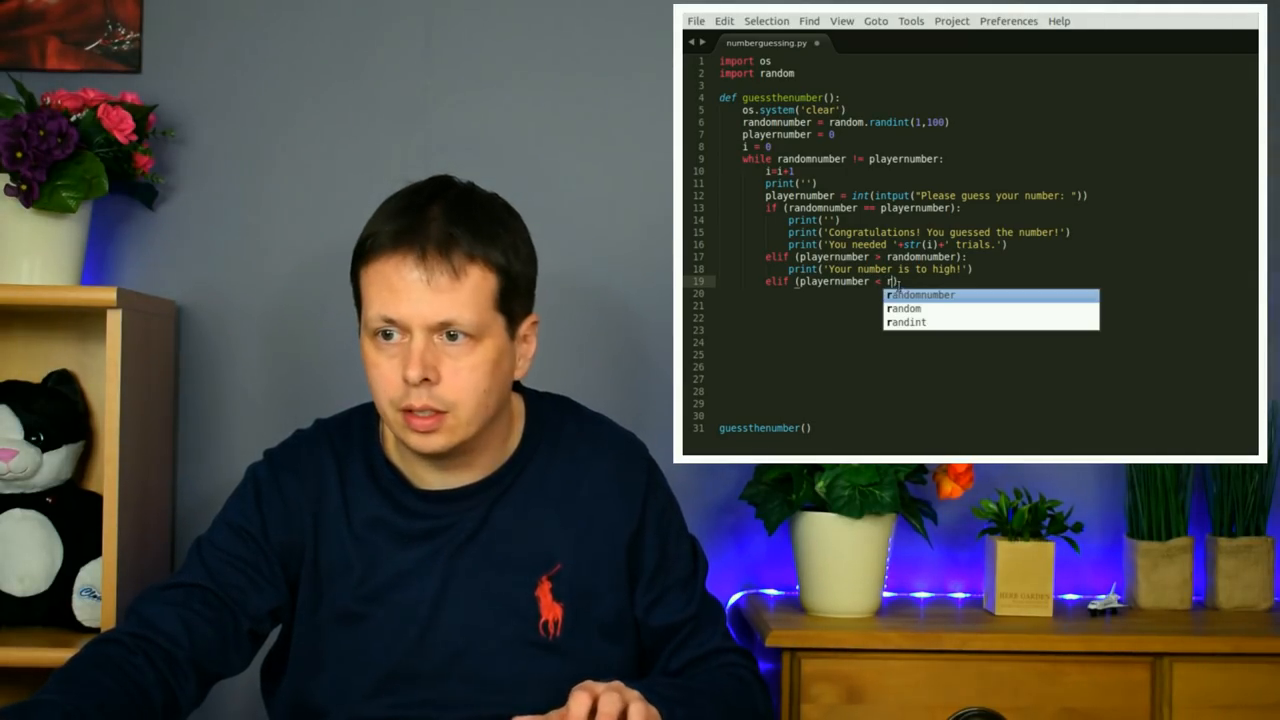 File Edit Selection Find View Goto Tools Project Preferences Help
numberguessing.py
1 import os
2 import random
3
4 def guessthenumber():
5 os.system('clear')
6 randomnumber = random.randint(1,100)
7 playernumber = 0
8 i = 0
9 while randomnumber != playernumber:
10 i=i+1
11 print('')
12 playernumber = int(intput("Please guess your number: "))
13 if (randomnumber == playernumber):
14 print('')
15 print('Congratulations! You guessed the number!')
16 print('You needed '+str(i)+' trials.')
17 elif (playernumber > randomnumber):
18 print('Your number is to high!')
19 elif (playernumber < r)
randomnumber
random
randint
20
21
22
23
24
25
26
27
28
29
30
31 guessthenumber()
HERB GARDEN